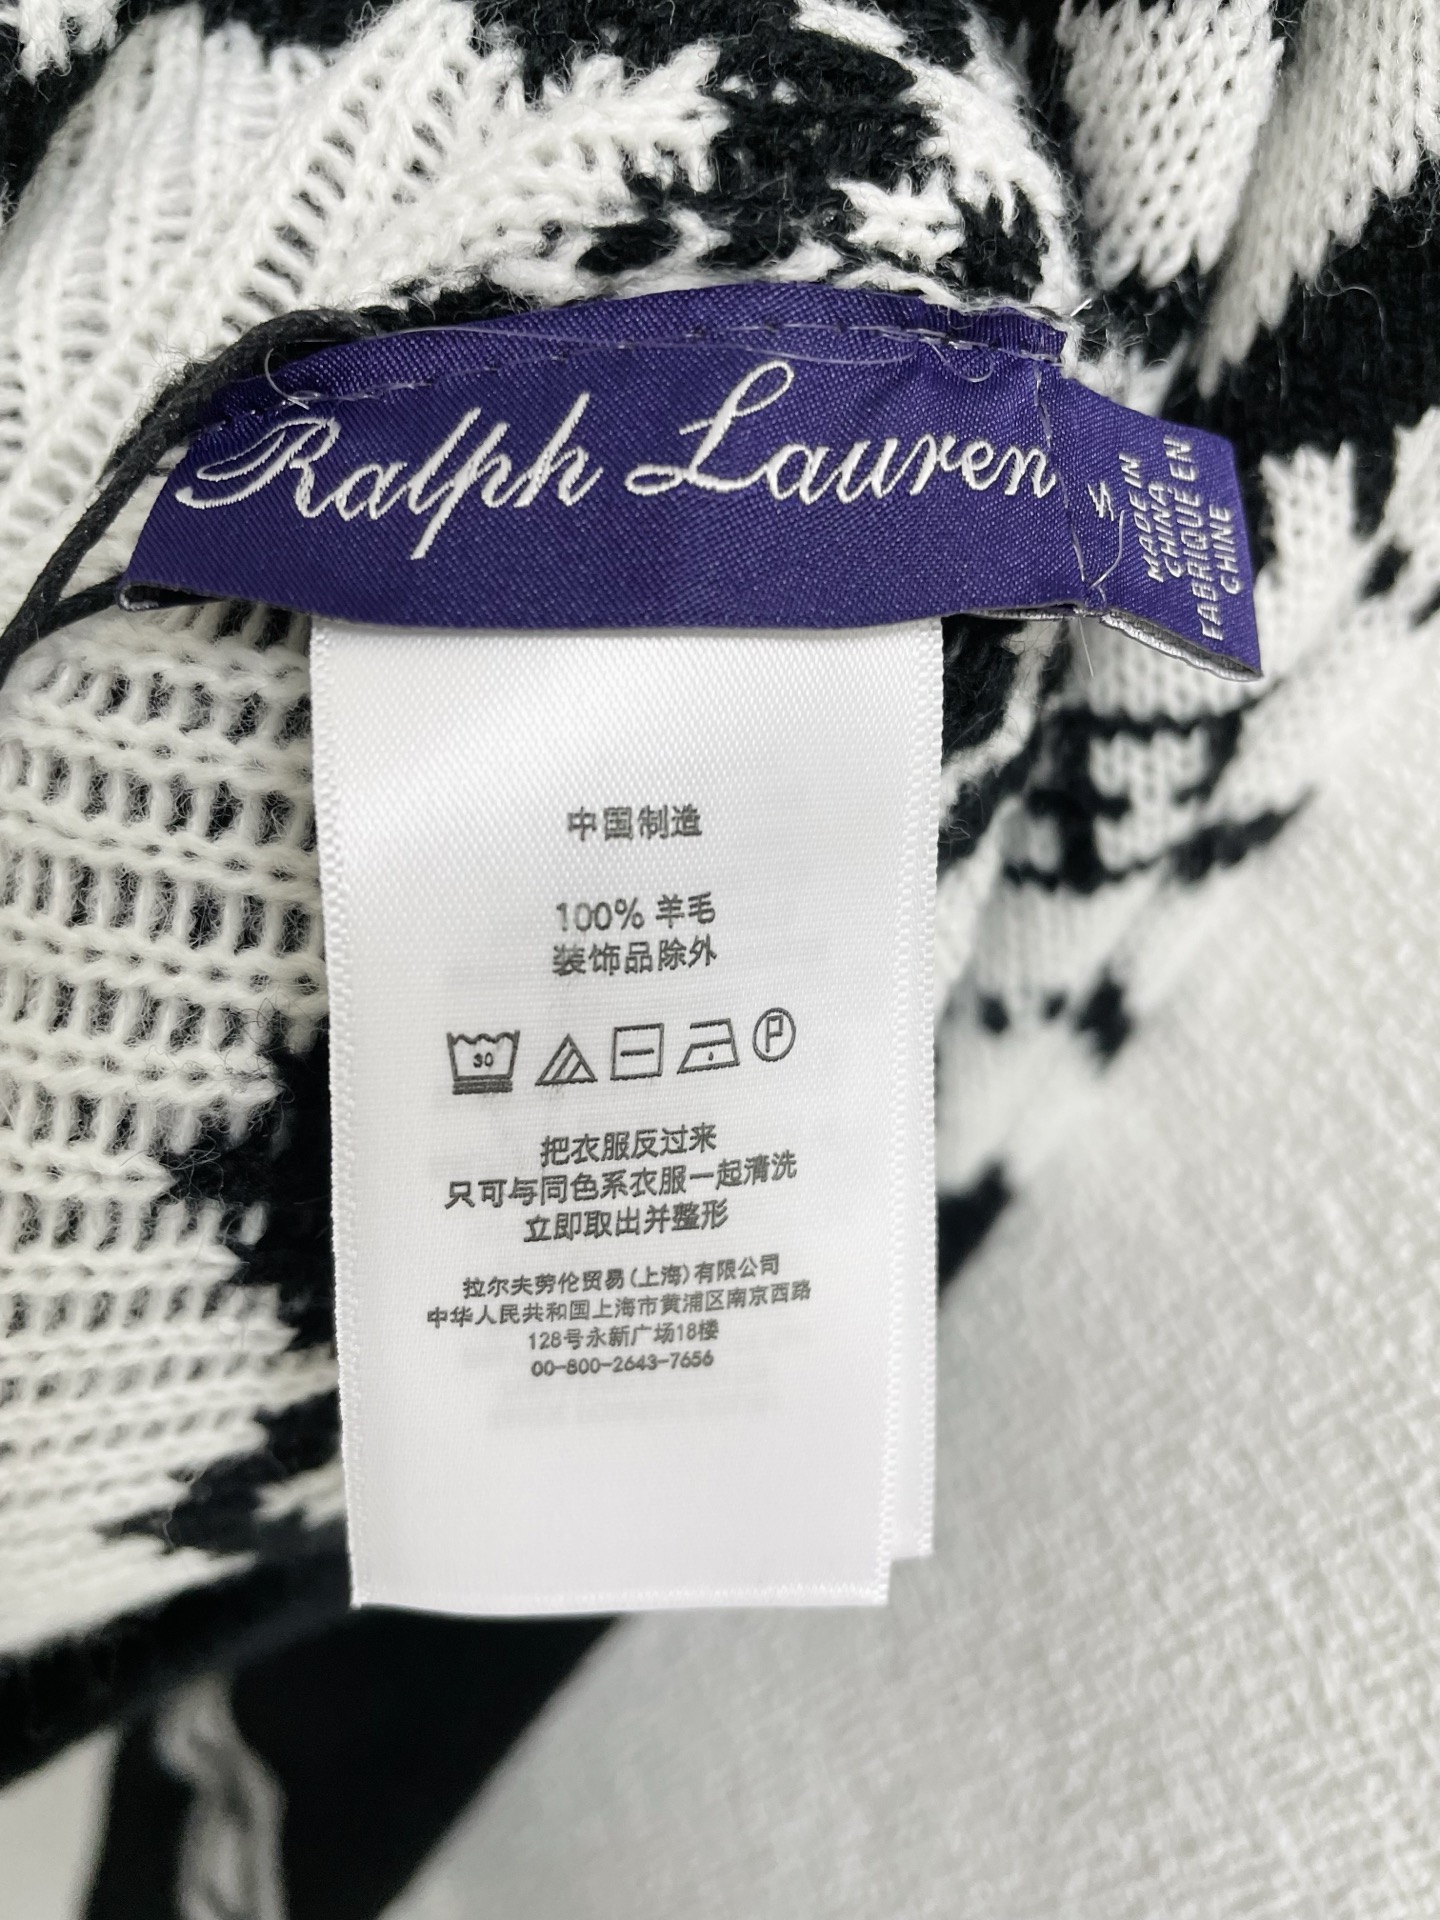 Ralph Lauren
S
MADE IN
CHINA
FABRIQUE EN
CHINE
中国制造
100% 羊毛
装饰品除外
30
P
把衣服反过来
只可与同色系衣服一起清洗
立即取出并整形
拉尔夫劳伦贸易(上海)有限公司
中华人民共和国上海市黄浦区南京西路
128号永新广场18楼
00-800-2643-7656